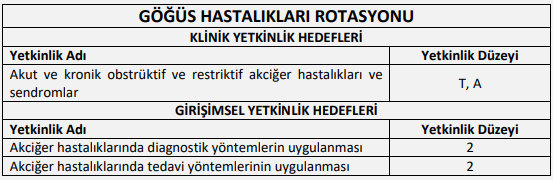 GÖĞÜS HASTALIKLARI ROTASYONU
KLİNİK YETKİNLİK HEDEFLERİ
Yetkinlik Adı Yetkinlik Düzeyi
Akut ve kronik obstrüktif ve restriktif akciğer hastalıkları ve
sendromlar
T, A
GİRİŞİMSEL YETKİNLİK HEDEFLERİ
Yetkinlik Adı Yetkinlik Düzeyi
Akciğer hastalıklarında diagnostik yöntemlerin uygulanması 2
Akciğer hastalıklarında tedavi yöntemlerinin uygulanması 2